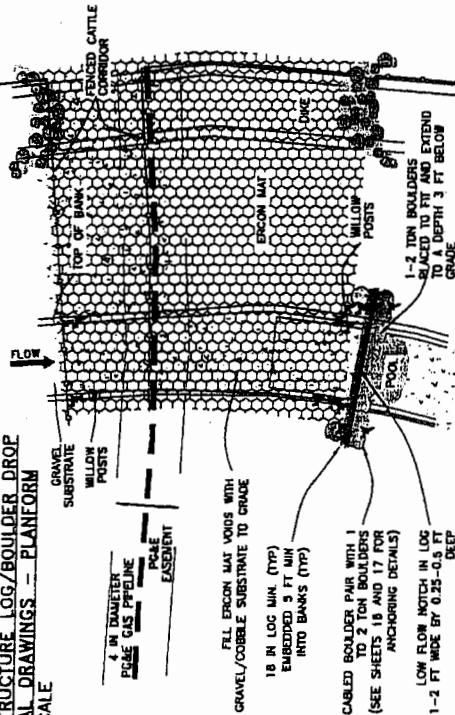 RUCTURE LOG/BOULDER DROP
AL DRAWINGS - PLANFORM
CALE
FLOW
GRAVEL
SUBSTRATE
WILLOW
POSTS
TOP OF BANK
FENCED CATTLE
CORRIDOR
4 IN DIAMETER
PG&E GAS PIPELINE
PG&E
EASEMENT
ERCON MAT
DIKE
FILL ERCON MAT VOIDS WITH
GRAVEL/COBBLE SUBSTRATE TO GRADE
18 IN LOG MIN. (TYP)
EMBEDDED 5 FT MIN
INTO BANKS (TYP)
WILLOW
POSTS
POOL
1-2 TON BOULDERS
PLACED TO FIT AND EXTEND
TO A DEPTH 3 FT BELOW
GRADE
CABLED BOULDER PAIR WITH 1
TO 2 TON BOULDERS
(SEE SHEETS 16 AND 17 FOR
ANCHORING DETAILS)
LOW FLOW NOTCH IN LOG
1-2 FT WIDE BY 0.25-0.5 FT
DEEP